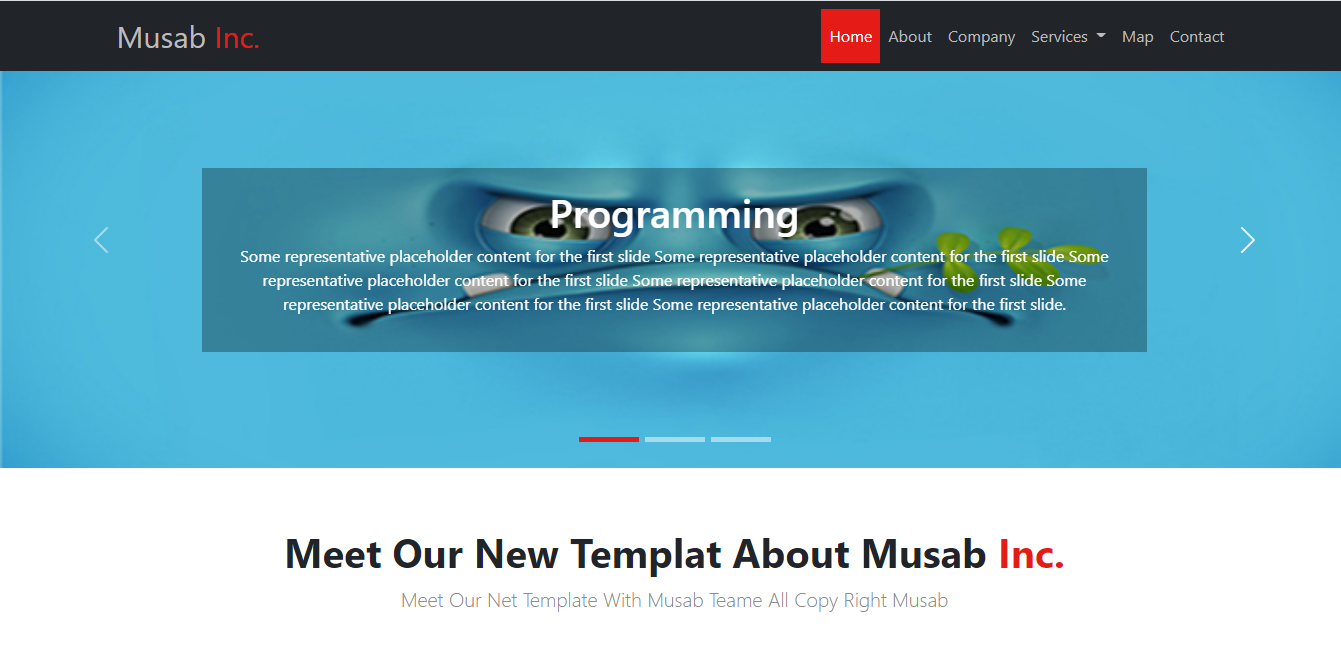 Musab Inc.
Home About Company Services Map Contact
Programming
Some representative placeholder content for the first slide Some representative placeholder content for the first slide Some
representative placeholder content for the first slide Some representative placeholder content for the first slide Some
representative placeholder content for the first slide Some representative placeholder content for the first slide.
Meet Our New Templat About Musab Inc.
Meet Our Net Template With Musab Teame All Copy Right Musab